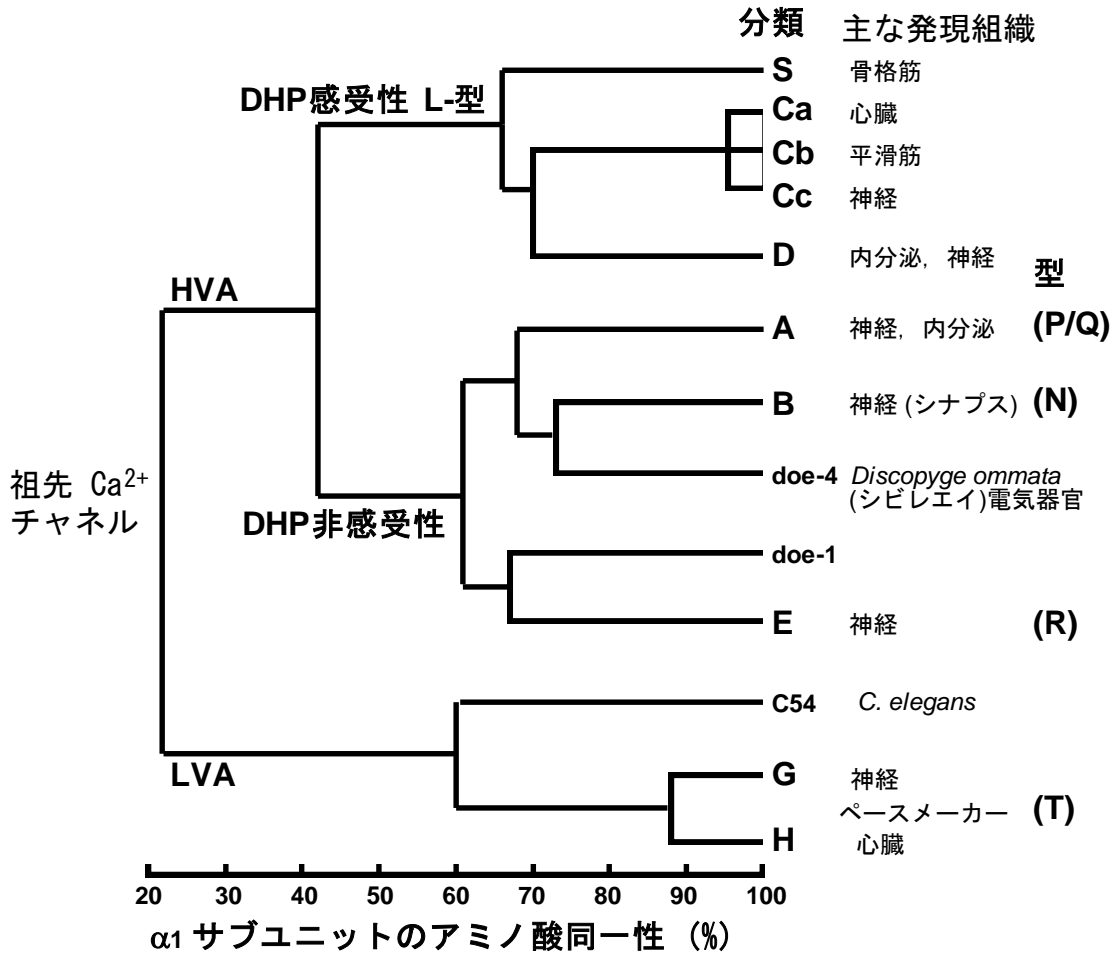 分類 主な発現組織
S 骨格筋
DHP感受性 L-型
Ca 心臓
Cb 平滑筋
Cc 神経
D 内分泌, 神経
型
HVA
A 神経, 内分泌 (P/Q)
B 神経 (シナプス) (N)
祖先 Ca²⁺
チャネル
doe-4 Discopyge ommata
(シビレエイ)電気器官
DHP非感受性
doe-1
E 神経 (R)
C54 C. elegans
LVA
G 神経
ペースメーカー (T)
H 心臓
20 30 40 50 60 70 80 90 100
α1 サブユニットのアミノ酸同一性 (%)